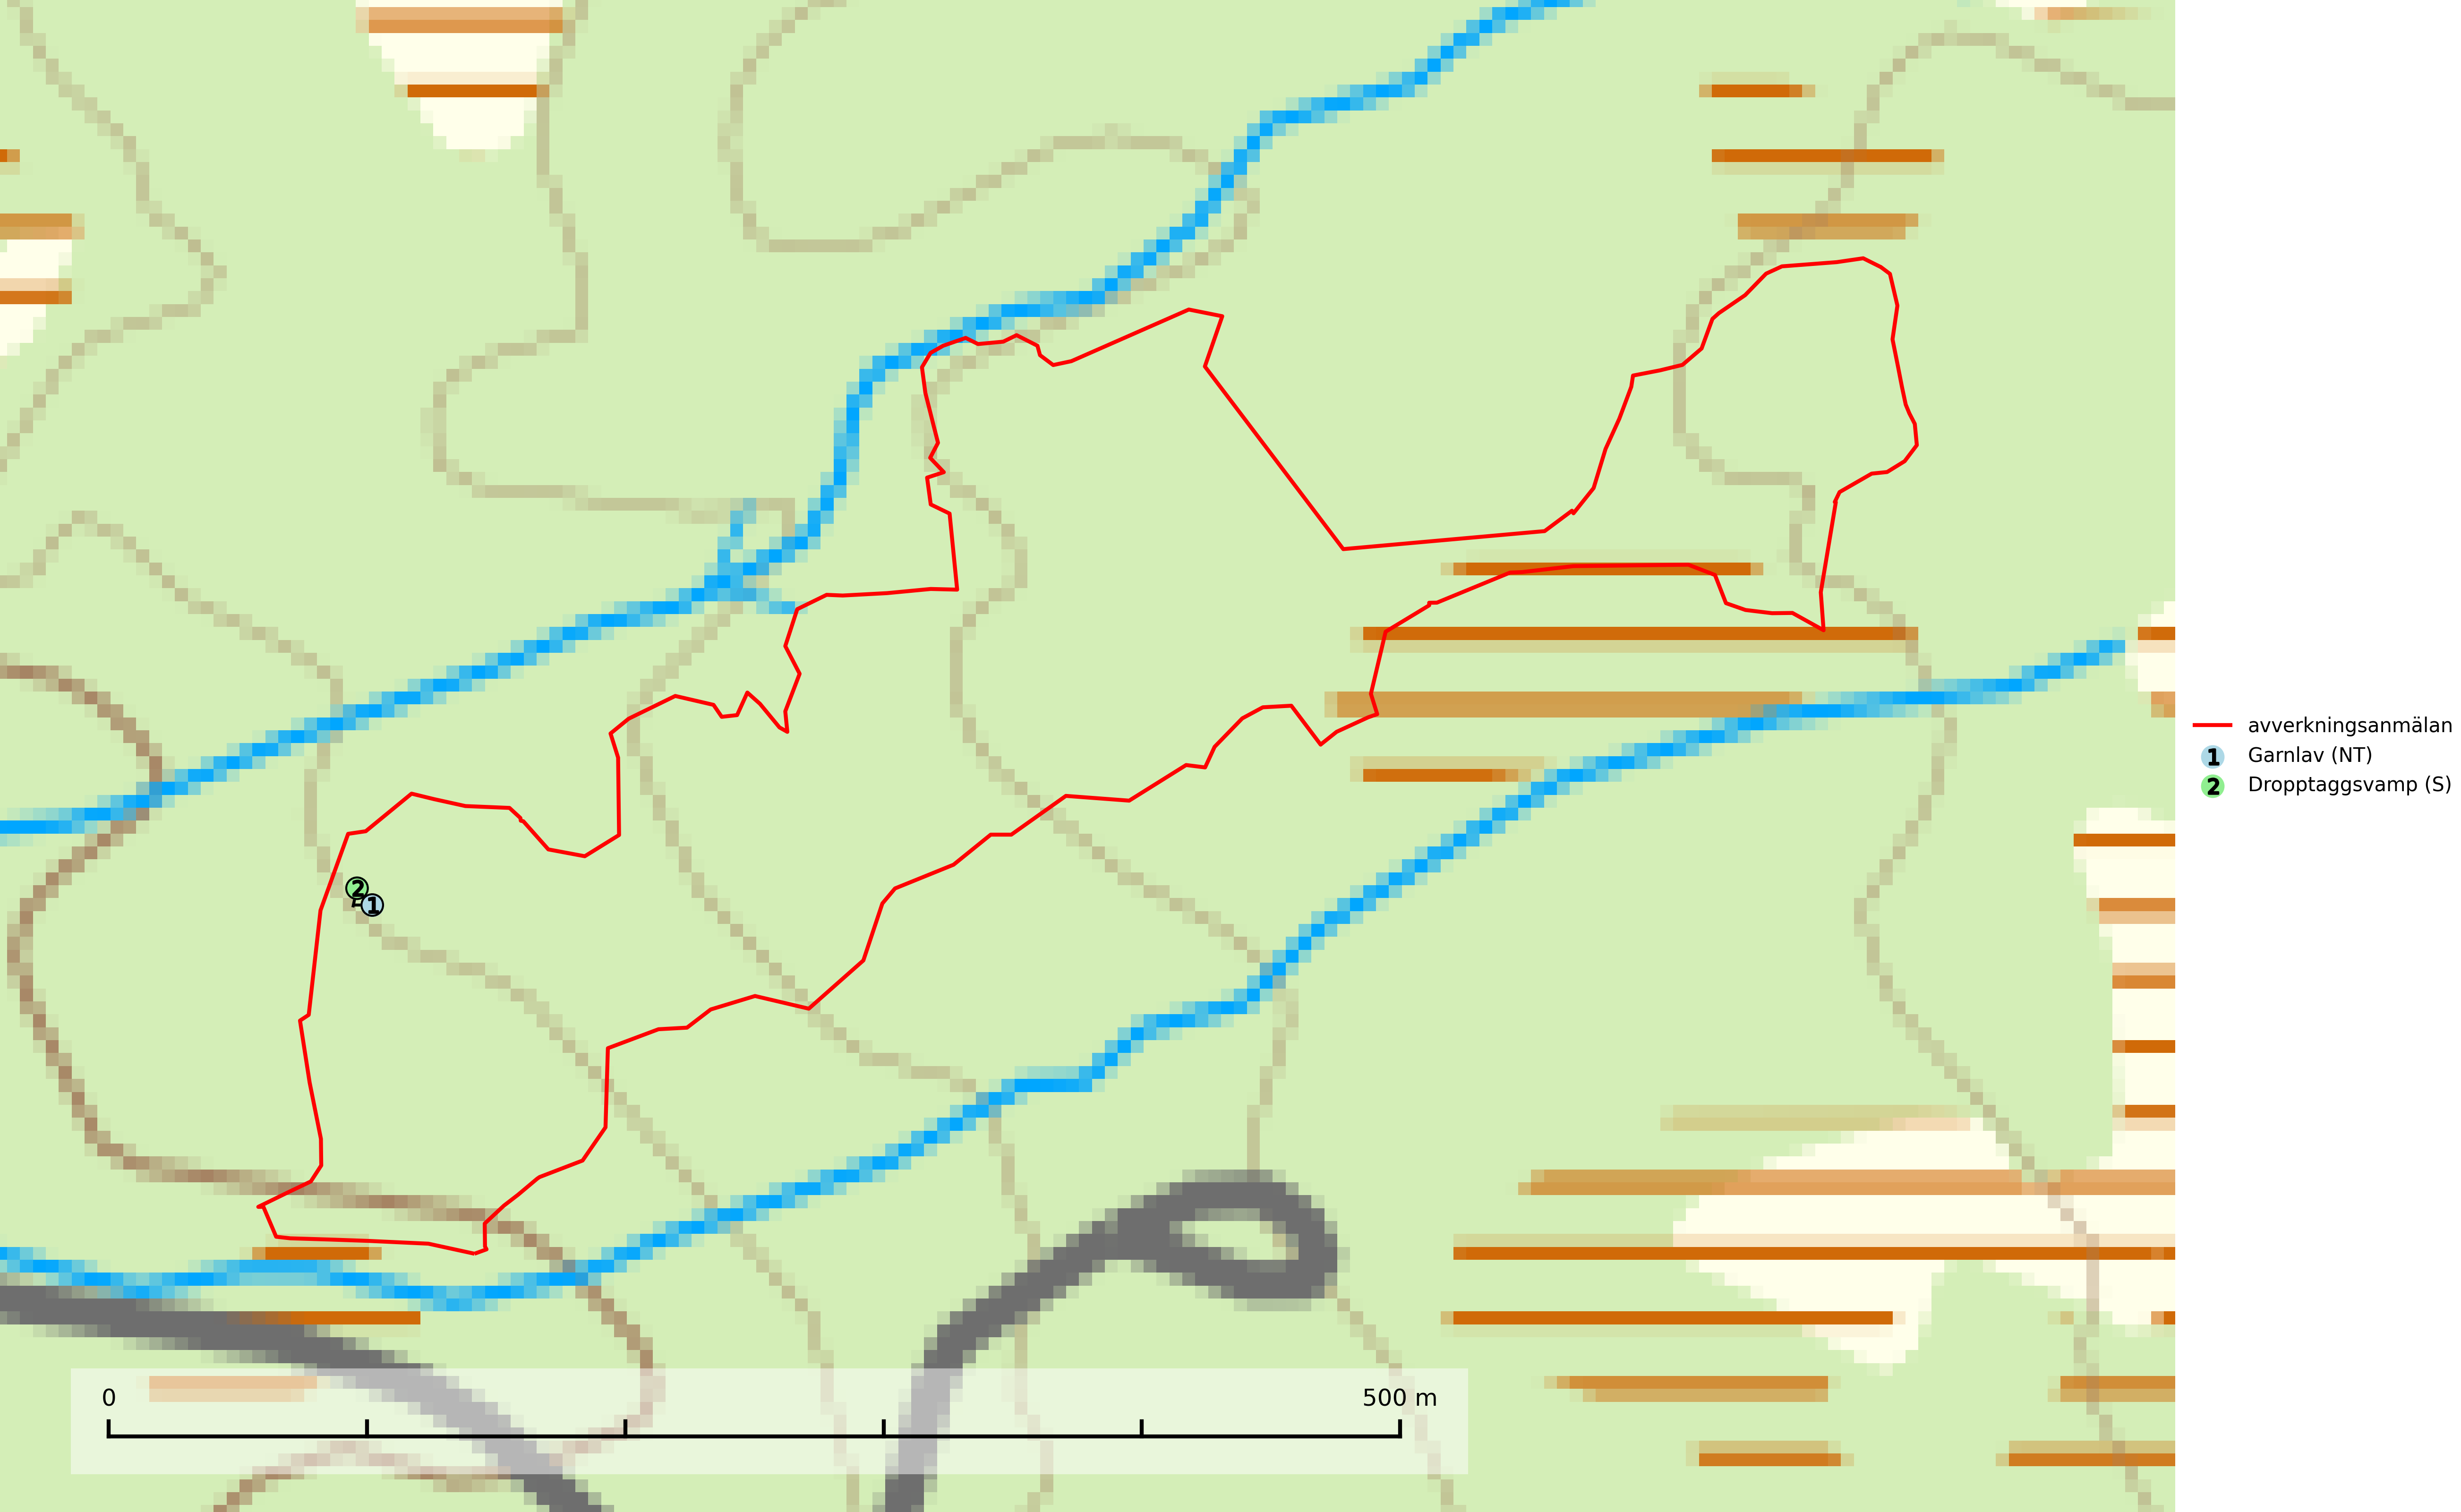 avverkningsanmälan
1 Garnlav (NT)
2 Dropptaggsvamp (S)
2
1
0 500 m